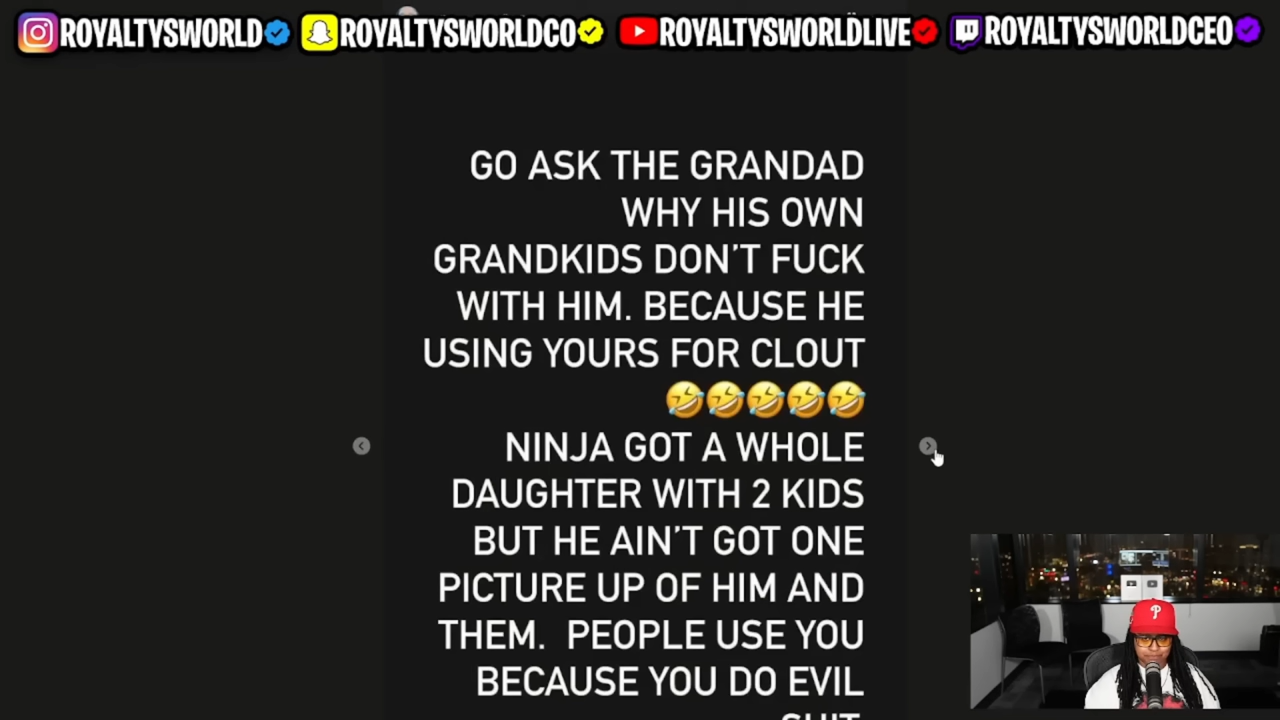 ROYALTYSWORLD ROYALTYSWORLDCO ROYALTYSWORLDLIVE ROYALTYSWORLDCEO
GO ASK THE GRANDAD
WHY HIS OWN
GRANDKIDS DON'T FUCK
WITH HIM. BECAUSE HE
USING YOURS FOR CLOUT
🤣🤣🤣🤣🤣
NINJA GOT A WHOLE
DAUGHTER WITH 2 KIDS
BUT HE AIN'T GOT ONE
PICTURE UP OF HIM AND
THEM. PEOPLE USE YOU
BECAUSE YOU DO EVIL